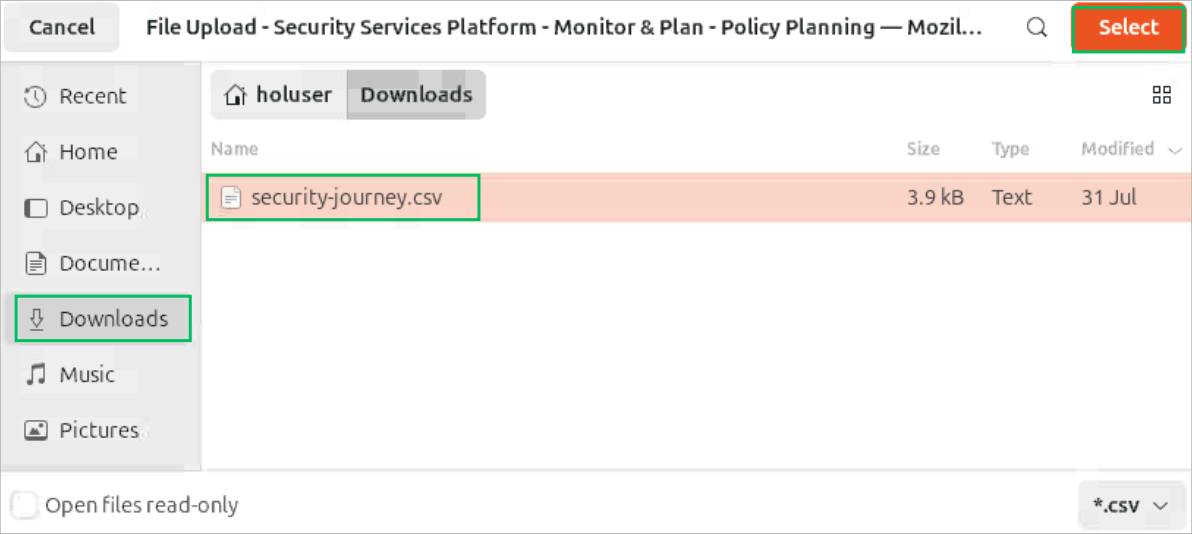 Cancel File Upload - Security Services Platform - Monitor & Plan - Policy Planning — Mozil... Select
Recent
holuser Downloads
Home
Name Size Type Modified
Desktop
security-journey.csv 3.9 kB Text 31 Jul
Docume...
Downloads
Music
Pictures
Open files read-only *.csv